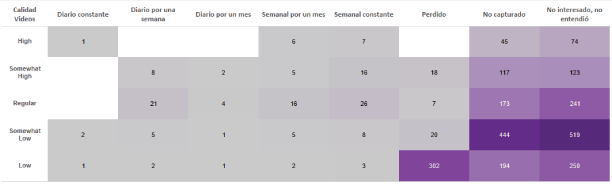 Calidad Videos Diario constante Diario por una semana Diario por un mes Semanal por un mes Semanal constante Perdido No capturado No interesado, no entendió
High 1 6 7 45 74
Somewhat High 8 2 5 16 18 117 123
Regular 21 4 16 26 7 173 241
Somewhat Low 2 5 1 5 8 20 444 519
Low 1 2 1 2 3 302 194 250